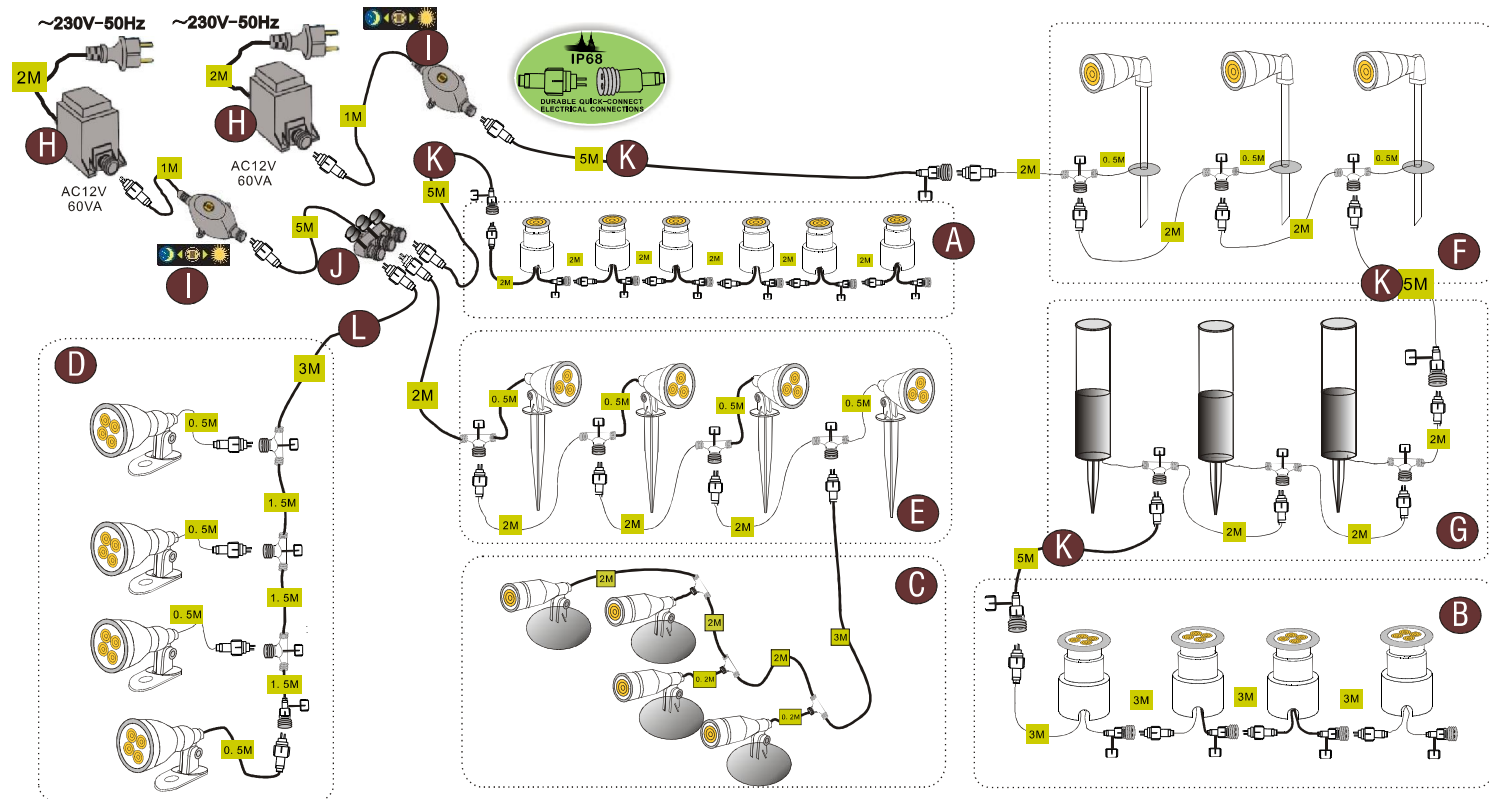 ~230V-50Hz
~230V-50Hz
2M
2M
H
H
AC12V
60VA
AC12V
60VA
1M
1M
I
I
IP68
DURABLE QUICK-CONNECT
ELECTRICAL CONNECTIONS
5M
K
2M
K
5M
5M
J
L
3M
2M
A
2M
2M
2M
2M
2M
2M
F
0.5M
0.5M
0.5M
2M
2M
K
5M
D
0.5M
0.5M
0.5M
0.5M
1.5M
1.5M
1.5M
E
0.5M
0.5M
0.5M
0.5M
2M
2M
2M
C
2M
2M
2M
0.2M
0.2M
3M
G
2M
2M
2M
K
5M
B
3M
3M
3M
3M